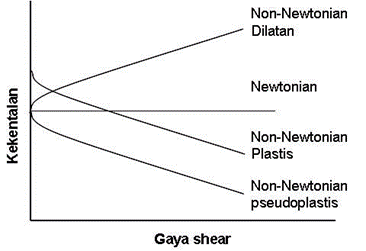 Non-Newtonian
Dilatan
Newtonian
Non-Newtonian
Plastis
Non-Newtonian
pseudoplastis
Kekentalan
Gaya shear